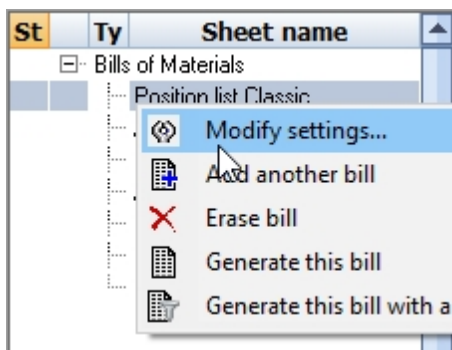 St Ty Sheet name
Bills of Materials
Position list Classic
Modify settings...
Add another bill
Erase bill
Generate this bill
Generate this bill with a